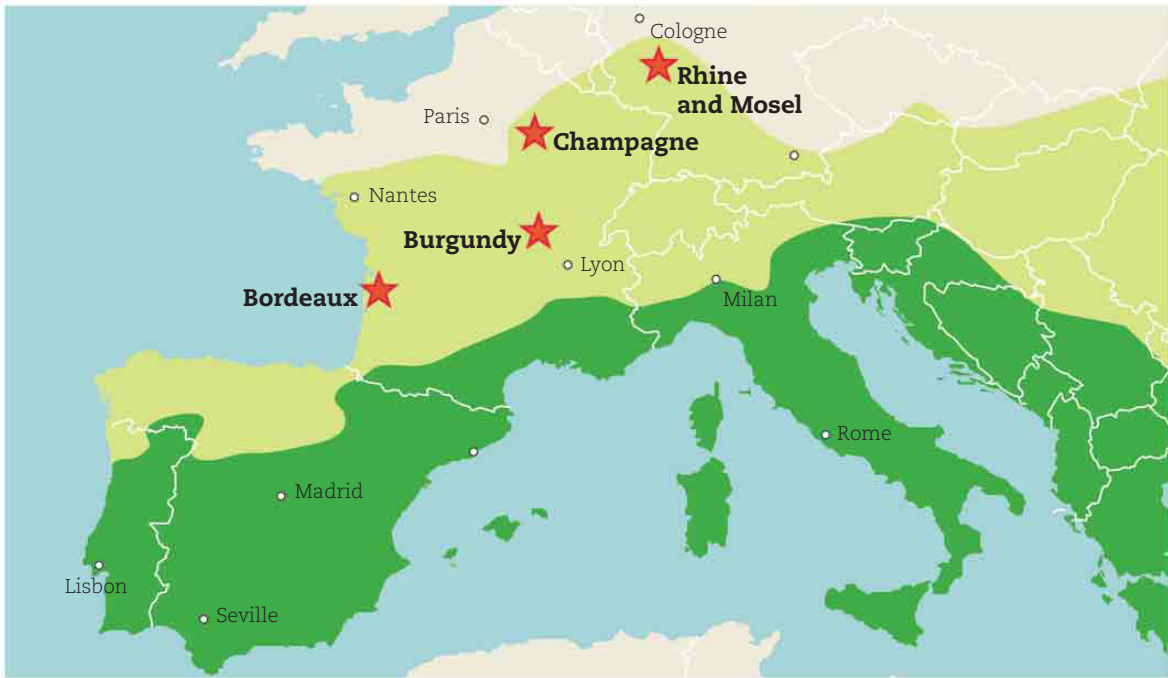 Cologne
Rhine
and Mosel
Paris
Champagne
Nantes
Burgundy
Lyon
Bordeaux
Milan
Rome
Madrid
Lisbon
Seville